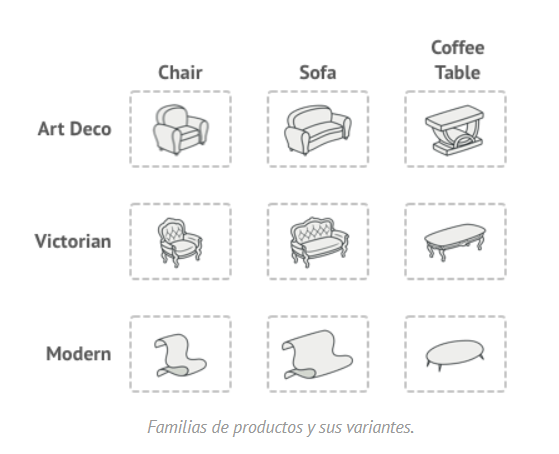 Chair
Sofa
Coffee
Table
Art Deco
Victorian
Modern
Familias de productos y sus variantes.